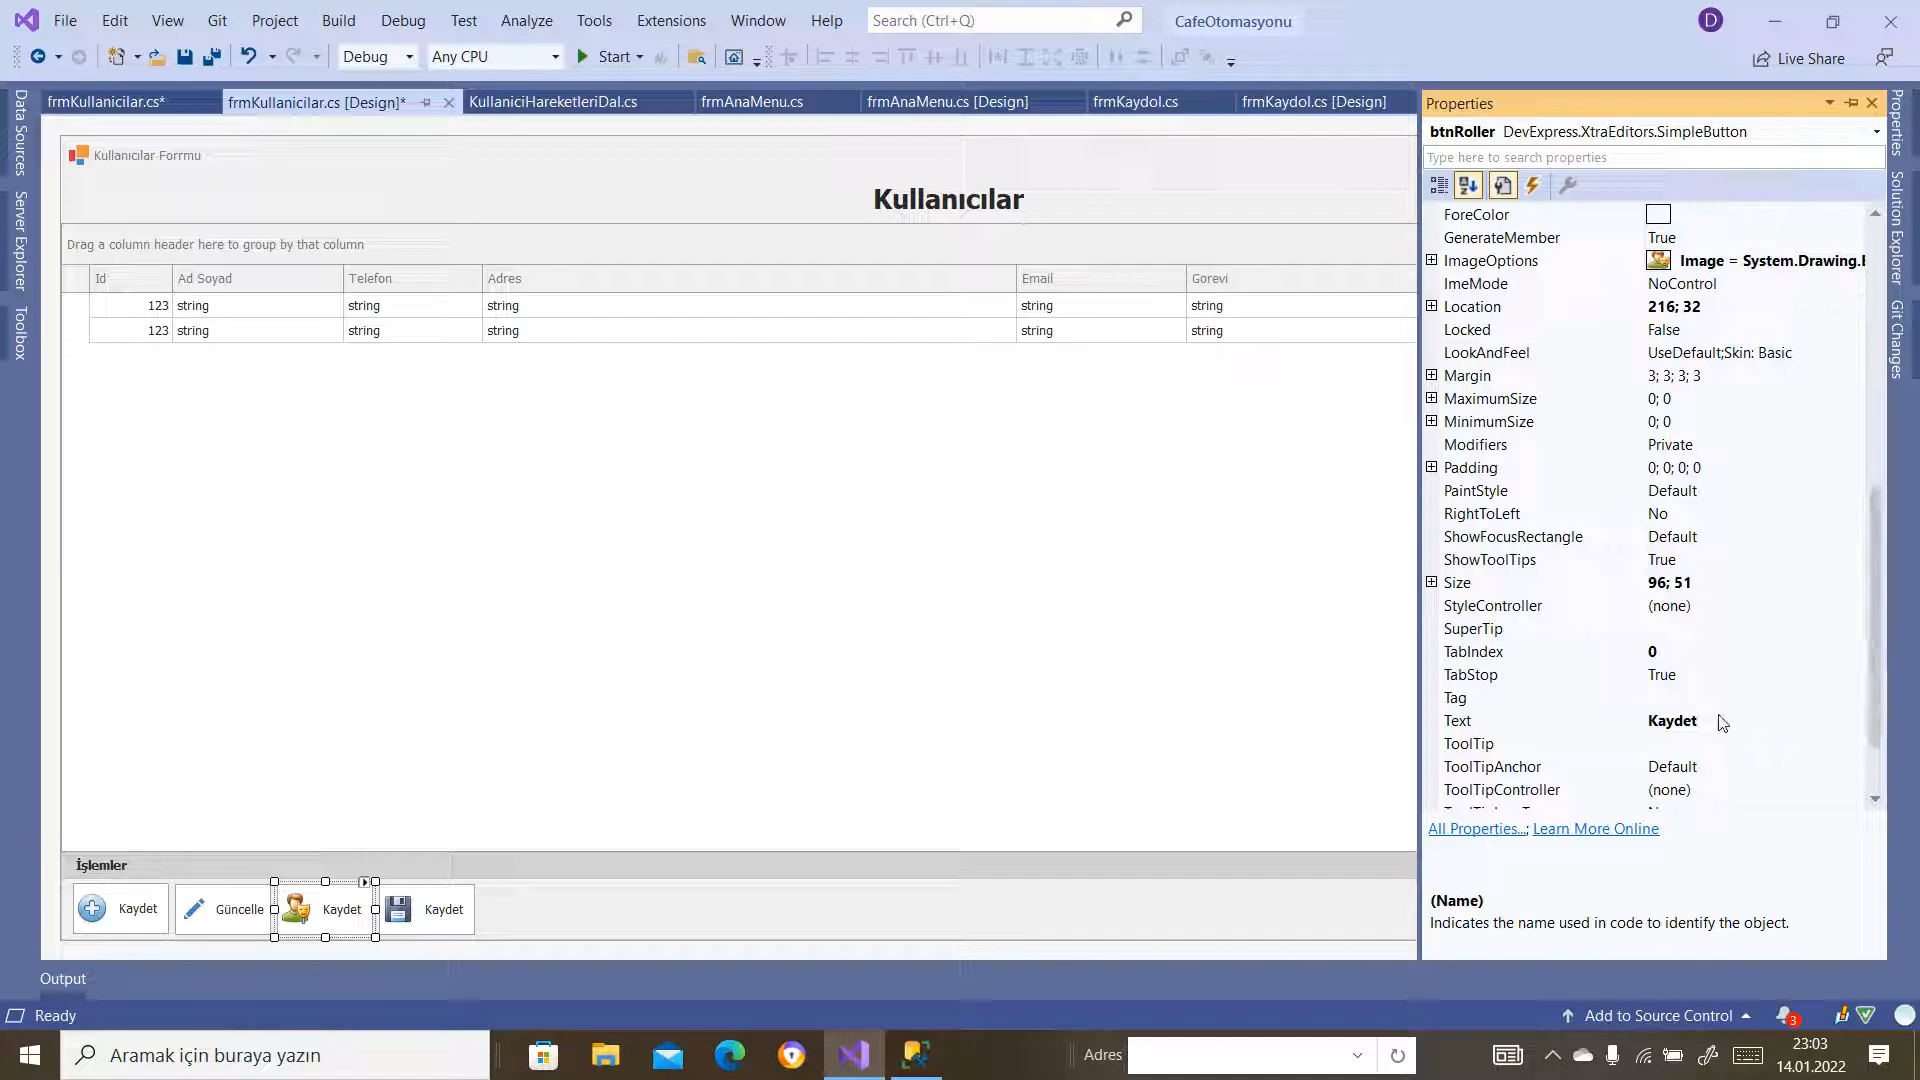 File Edit View Git Project Build Debug Test Analyze Tools Extensions Window Help Search (Ctrl+Q) CafeOtomasyonu D
Debug Any CPU Start Live Share
frmKullanicilar.cs* frmKullanicilar.cs [Design]* KullaniciHareketleriDal.cs frmAnaMenu.cs frmAnaMenu.cs [Design] frmKaydol.cs frmKaydol.cs [Design]
Data Sources
Server Explorer
Toolbox
Kullanıcılar Forrmu
Kullanıcılar
Drag a column header here to group by that column
Id Ad Soyad Telefon Adres Email Gorevi
123 string string string string string
123 string string string string string
İşlemler
Kaydet Güncelle Kaydet Kaydet
Properties
btnRoller DevExpress.XtraEditors.SimpleButton
Type here to search properties
ForeColor
GenerateMember True
ImageOptions Image = System.Drawing.
ImeMode NoControl
Location 216; 32
Locked False
LookAndFeel UseDefault;Skin: Basic
Margin 3; 3; 3; 3
MaximumSize 0; 0
MinimumSize 0; 0
Modifiers Private
Padding 0; 0; 0; 0
PaintStyle Default
RightToLeft No
ShowFocusRectangle Default
ShowToolTips True
Size 96; 51
StyleController (none)
SuperTip
TabIndex 0
TabStop True
Tag
Text Kaydet
ToolTip
ToolTipAnchor Default
ToolTipController (none)
All Properties...; Learn More Online
(Name)
Indicates the name used in code to identify the object.
Properties
Solution Explorer
Git Changes
Output
Ready Add to Source Control 3
Aramak için buraya yazın Adres 23:03
14.01.2022